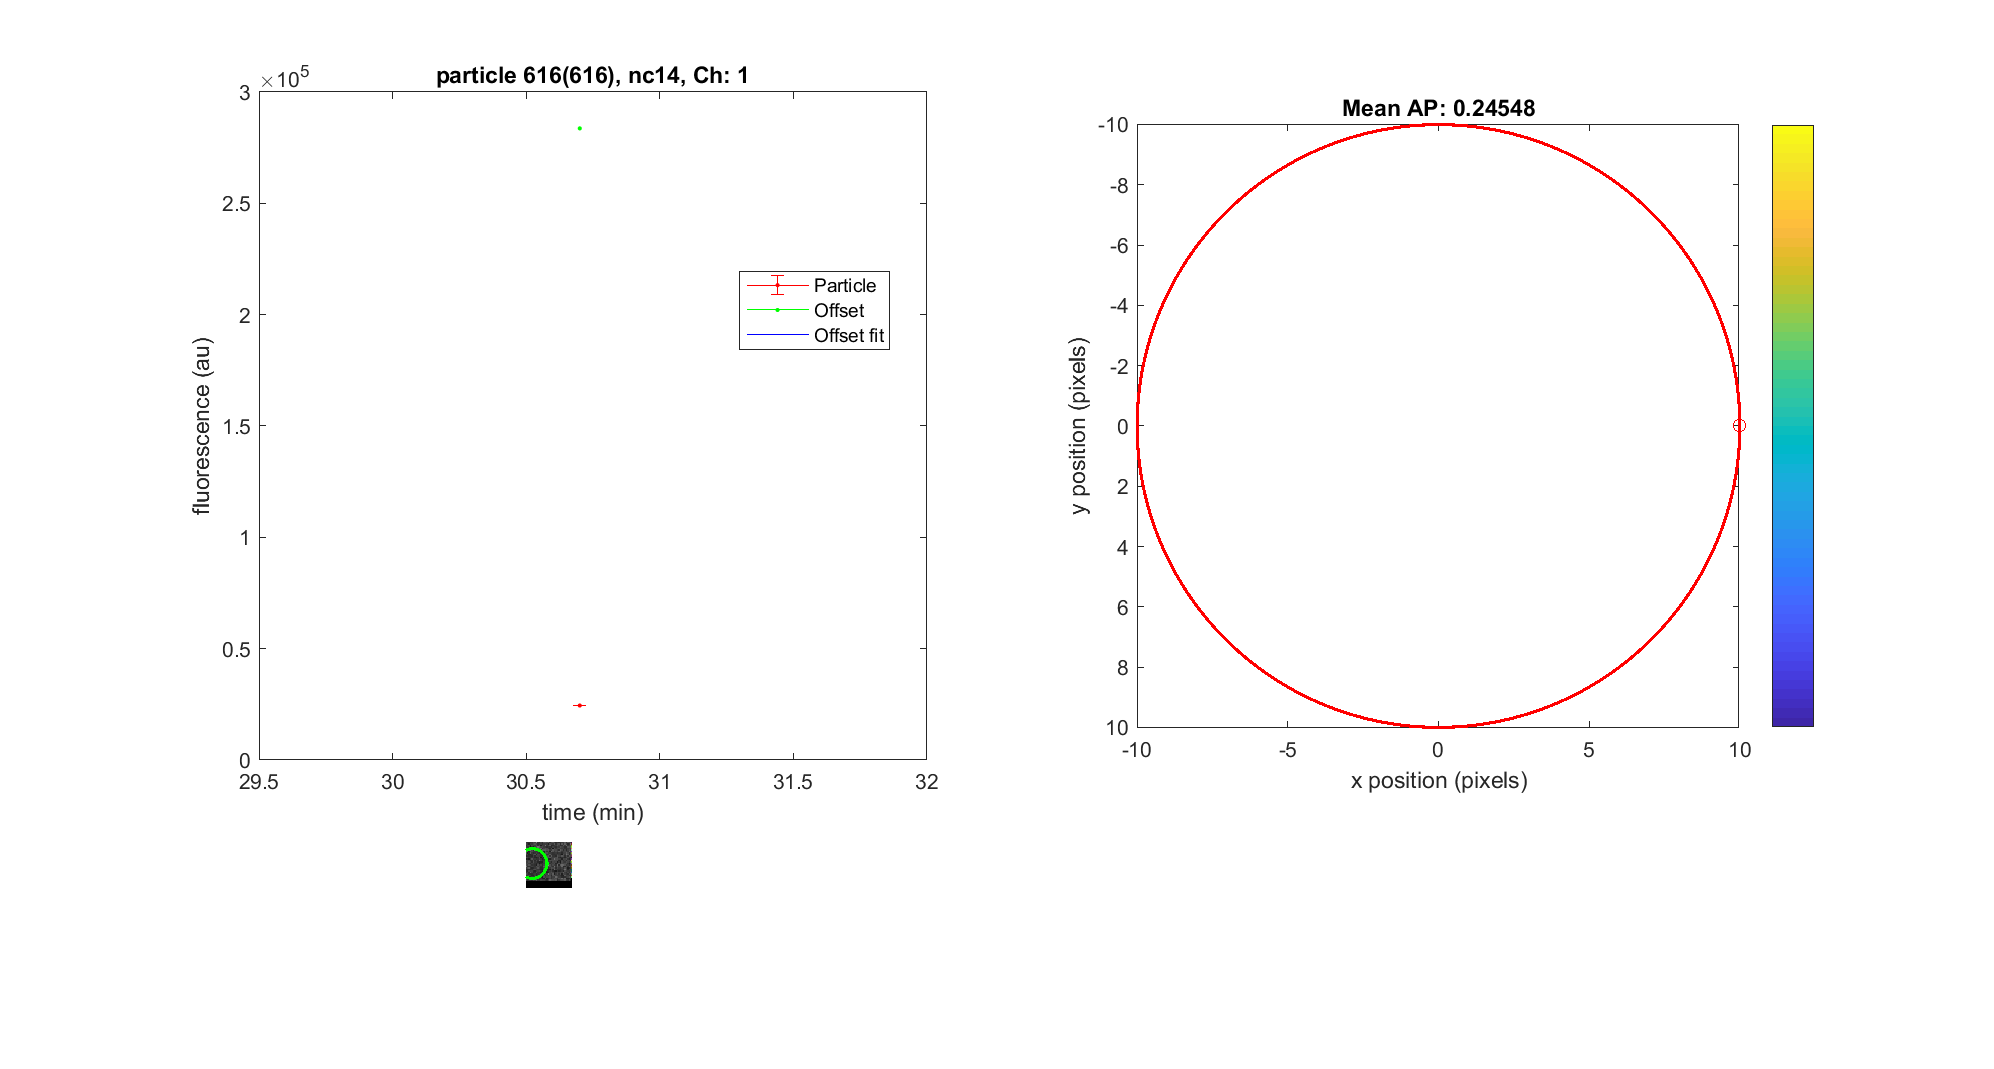 particle 616(616), nc14, Ch: 1
×10^5
3
2.5
2
1.5
1
0.5
0
fluorescence (au)
29.5 30 30.5 31 31.5 32
time (min)
Particle
Offset
Offset fit
Mean AP: 0.24548
-10
-8
-6
-4
-2
0
2
4
6
8
10
y position (pixels)
-10 -5 0 5 10
x position (pixels)